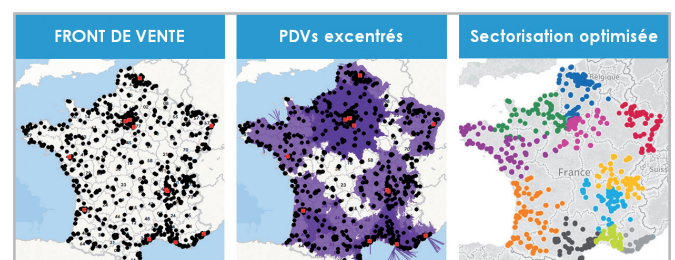 FRONT DE VENTE
PDVs excentrés
Sectorisation optimisée
Belgique
France
Suiss